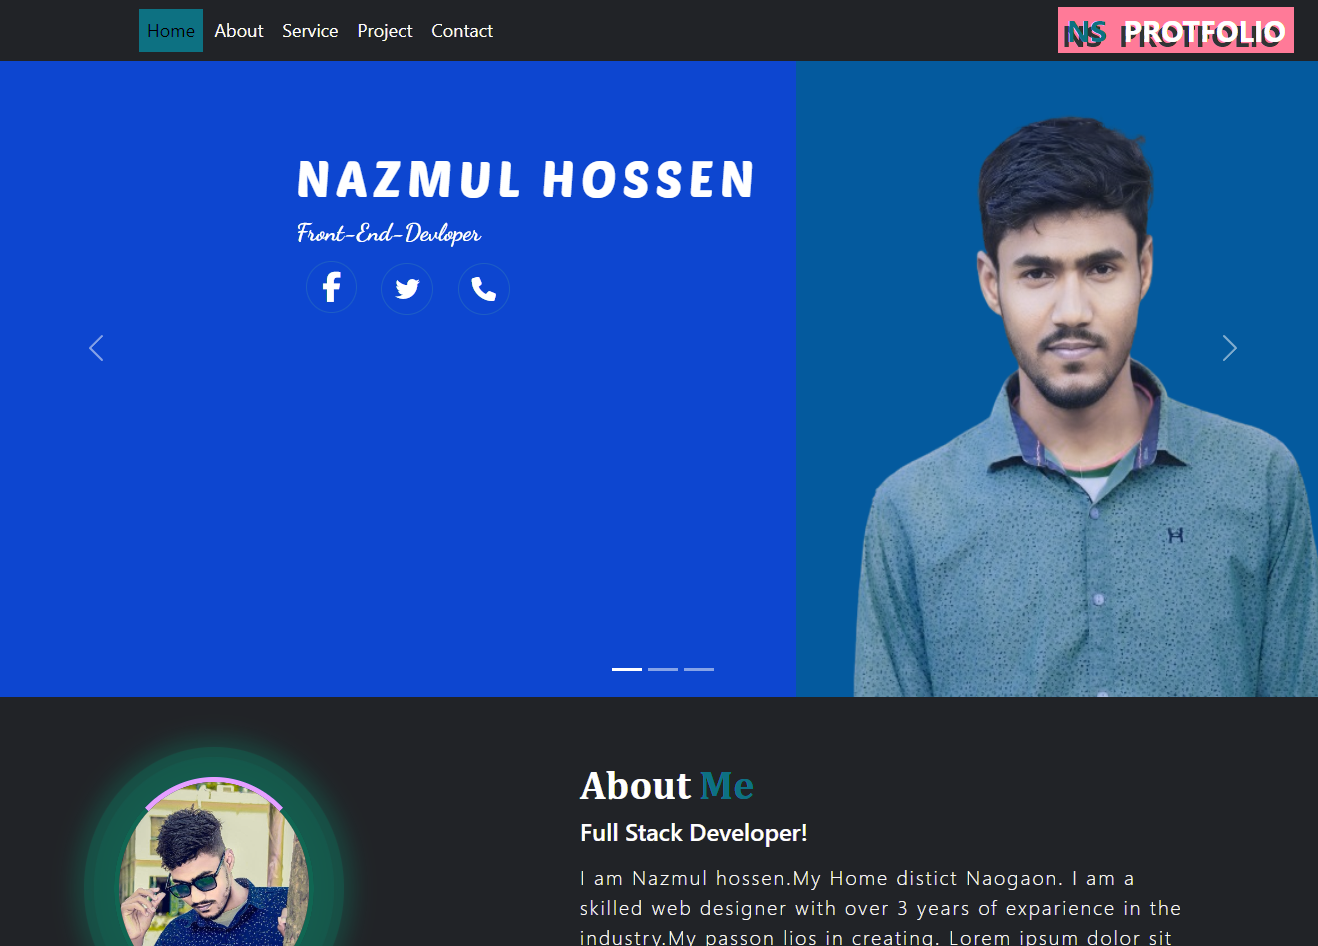 Home About Service Project Contact
NS PROTFOLIO
NAZMUL HOSSEN
Front-End-Devloper
About Me
Full Stack Developer!
I am Nazmul hossen.My Home distict Naogaon. I am a
skilled web designer with over 3 years of exparience in the
industry.My passon lios in creating. Lorem ipsum dolor sit